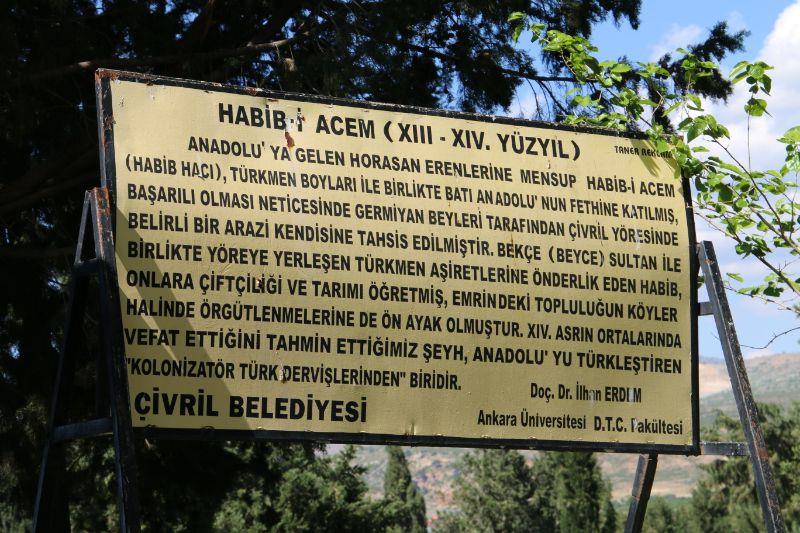 HABİB-İ ACEM (XIII - XIV. YÜZYIL)
TANER REKLAM
ANADOLU' YA GELEN HORASAN ERENLERİNE MENSUP HABİB-İ ACEM
(HABİB HACI), TÜRKMEN BOYLARI İLE BİRLİKTE BATI ANADOLU' NUN FETHİNE KATILMIŞ,
BAŞARILI OLMASI NETİCESİNDE GERMİYAN BEYLERİ TARAFINDAN ÇİVRİL YÖRESİNDE
BELİRLİ BİR ARAZİ KENDİSİNE TAHSİS EDİLMİŞTİR. BEKÇE (BEYCE) SULTAN İLE
BİRLİKTE YÖREYE YERLEŞEN TÜRKMEN AŞİRETLERİNE ÖNDERLİK EDEN HABİB,
ONLARA ÇİFTÇİLİĞİ VE TARIMI ÖĞRETMİŞ, EMRİNDEKİ TOPLULUĞUN KÖYLER
HALİNDE ÖRGÜTLENMELERİNE DE ÖN AYAK OLMUŞTUR. XIV. ASRIN ORTALARINDA
VEFAT ETTİĞİNİ TAHMİN ETTİĞİMİZ ŞEYH, ANADOLU' YU TÜRKLEŞTİREN
"KOLONİZATÖR TÜRK DERVİŞLERİNDEN" BİRİDİR.
Doç. Dr. İlhan ERDEM
ÇİVRİL BELEDİYESİ
Ankara Üniversitesi D.T.C. Fakültesi